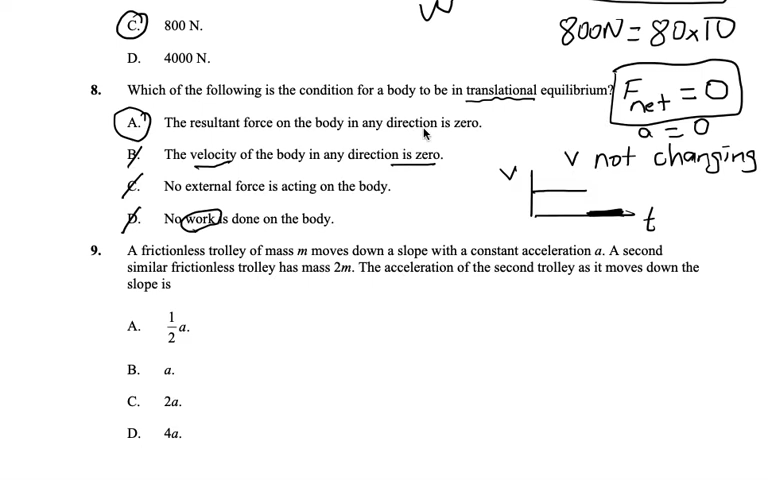 W
C. 800 N.
800N = 80×10
D. 4000 N.
8. Which of the following is the condition for a body to be in translational equilibrium?
Fnet = 0
A. The resultant force on the body in any direction is zero.
a = 0
B. The velocity of the body in any direction is zero.
v not changing
C. No external force is acting on the body.
v
D. No work is done on the body.
t
9. A frictionless trolley of mass m moves down a slope with a constant acceleration a. A second
similar frictionless trolley has mass 2m. The acceleration of the second trolley as it moves down the
slope is
A. 1/2 a.
B. a.
C. 2a.
D. 4a.